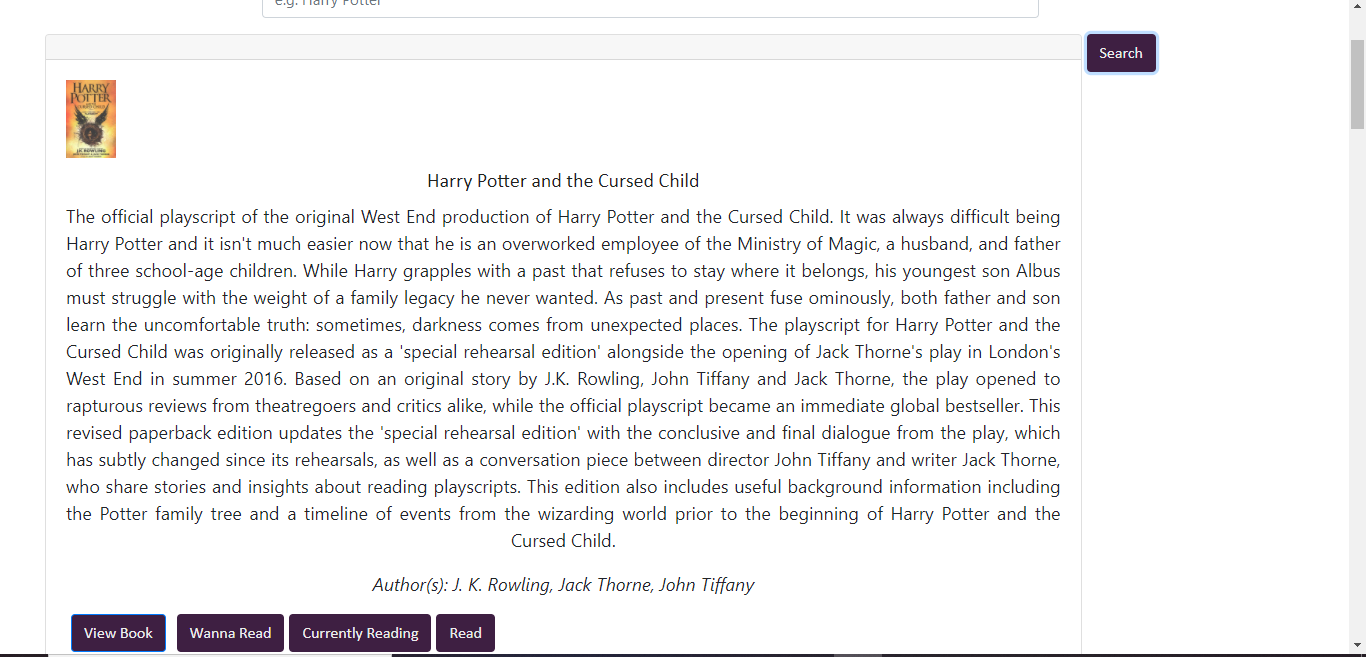 e.g. Harry Potter
Search
HARRY
POTTER
J.K. ROWLING
Harry Potter and the Cursed Child
The official playscript of the original West End production of Harry Potter and the Cursed Child. It was always difficult being
Harry Potter and it isn't much easier now that he is an overworked employee of the Ministry of Magic, a husband, and father
of three school-age children. While Harry grapples with a past that refuses to stay where it belongs, his youngest son Albus
must struggle with the weight of a family legacy he never wanted. As past and present fuse ominously, both father and son
learn the uncomfortable truth: sometimes, darkness comes from unexpected places. The playscript for Harry Potter and the
Cursed Child was originally released as a 'special rehearsal edition' alongside the opening of Jack Thorne's play in London's
West End in summer 2016. Based on an original story by J.K. Rowling, John Tiffany and Jack Thorne, the play opened to
rapturous reviews from theatregoers and critics alike, while the official playscript became an immediate global bestseller. This
revised paperback edition updates the 'special rehearsal edition' with the conclusive and final dialogue from the play, which
has subtly changed since its rehearsals, as well as a conversation piece between director John Tiffany and writer Jack Thorne,
who share stories and insights about reading playscripts. This edition also includes useful background information including
the Potter family tree and a timeline of events from the wizarding world prior to the beginning of Harry Potter and the
Cursed Child.
Author(s): J. K. Rowling, Jack Thorne, John Tiffany
View Book Wanna Read Currently Reading Read